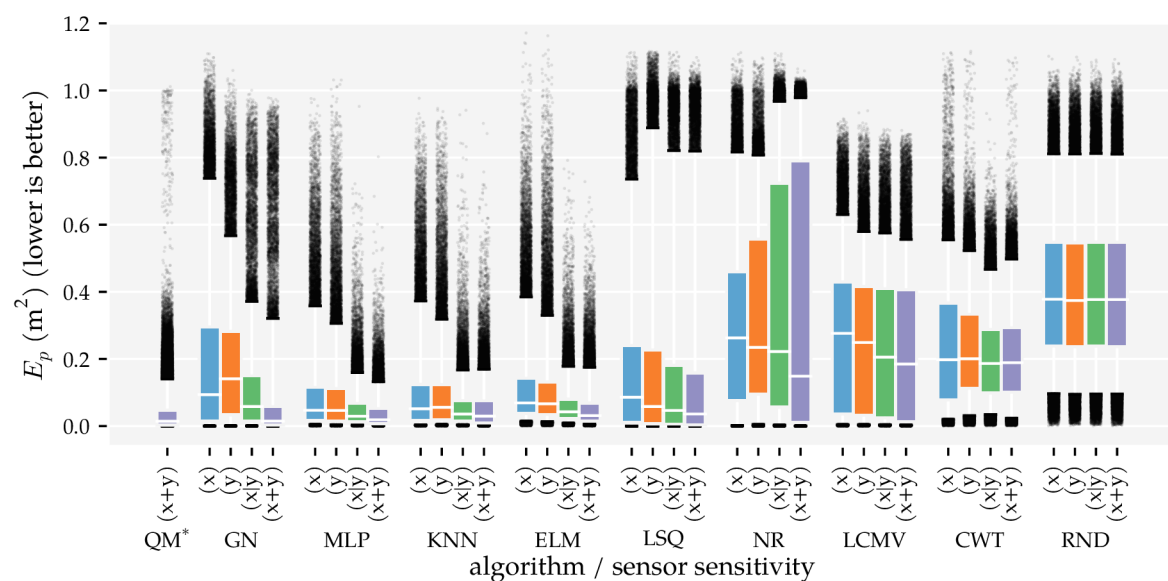 1.2
1.0
0.8
0.6
0.4
0.2
0.0
E_p (m²) (lower is better)
(x+y) (x) (y) (x|y) (x+y) (x) (y) (x|y) (x+y) (x) (y) (x|y) (x+y) (x) (y) (x|y) (x+y) (x) (y) (x|y) (x+y) (x) (y) (x|y) (x+y) (x) (y) (x|y) (x+y) (x) (y) (x|y) (x+y) (x) (y) (x|y) (x+y)
QM* GN MLP KNN ELM LSQ NR LCMV CWT RND
algorithm / sensor sensitivity